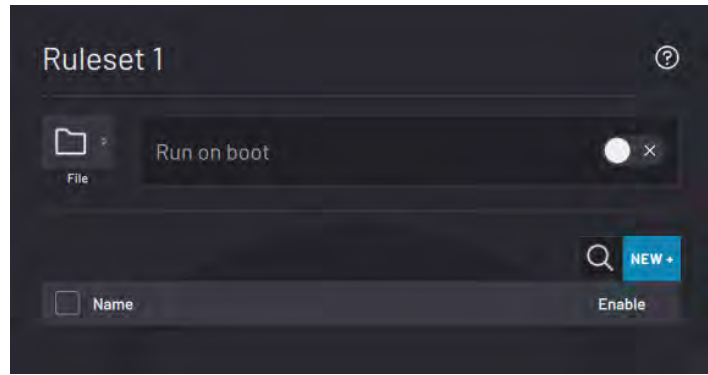 Ruleset 1
File
Run on boot
NEW +
Name
Enable